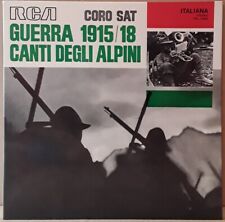 RCA
CORO SAT
ITALIANA
GUERRA 1915/18
CANTI DEGLI ALPINI